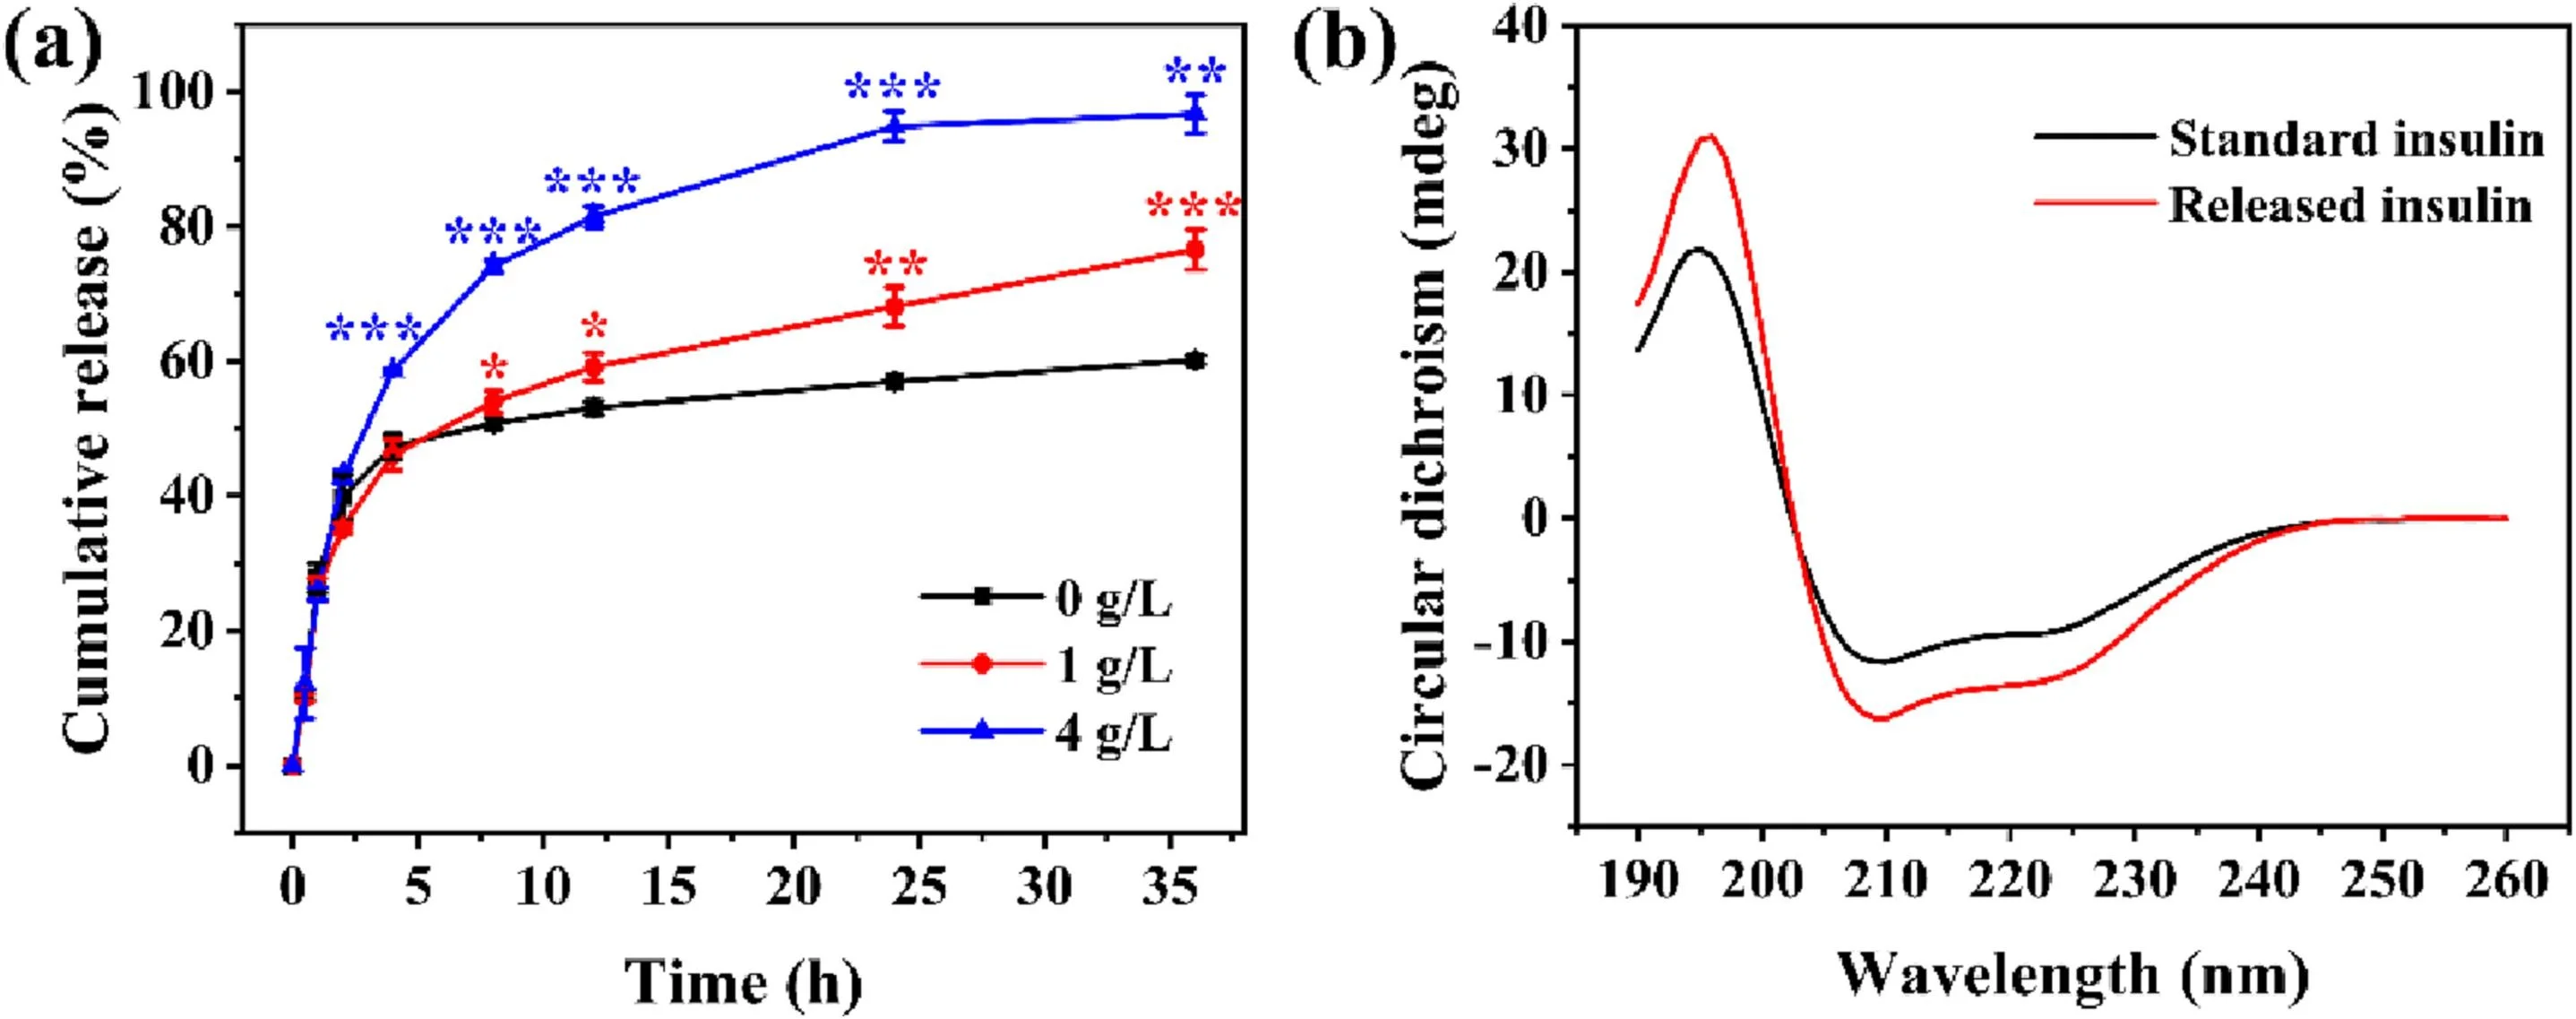 (a)
Cumulative release (%)
100
80
60
40
20
0
***
***
***
***
**
*
*
**
***
0 g/L
1 g/L
4 g/L
0 5 10 15 20 25 30 35
Time (h)
(b)
Circular dichroism (mdeg)
40
30
20
10
0
-10
-20
Standard insulin
Released insulin
190 200 210 220 230 240 250 260
Wavelength (nm)